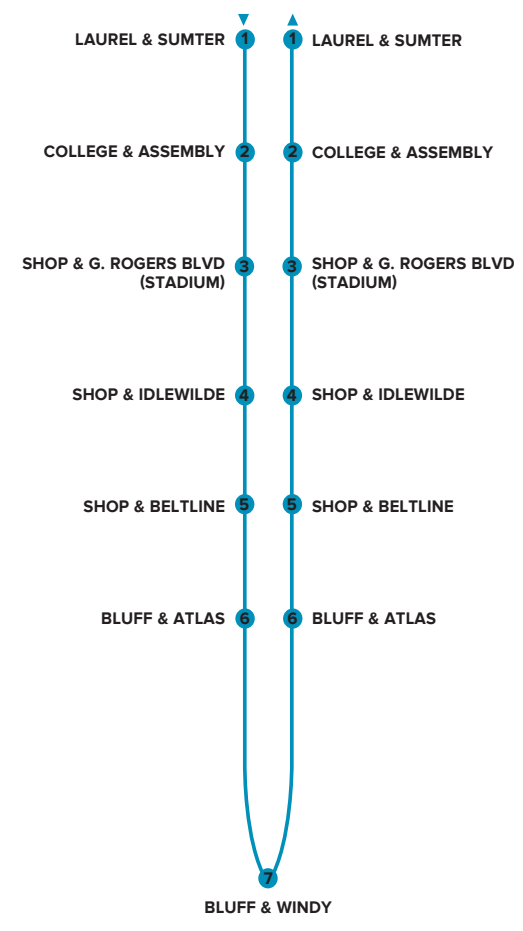 LAUREL & SUMTER 1 1 LAUREL & SUMTER
COLLEGE & ASSEMBLY 2 2 COLLEGE & ASSEMBLY
SHOP & G. ROGERS BLVD 3 3 SHOP & G. ROGERS BLVD
(STADIUM) (STADIUM)
SHOP & IDLEWILDE 4 4 SHOP & IDLEWILDE
SHOP & BELTLINE 5 5 SHOP & BELTLINE
BLUFF & ATLAS 6 6 BLUFF & ATLAS
7
BLUFF & WINDY